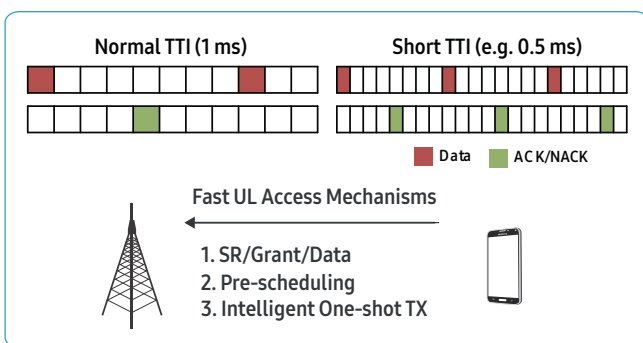 Normal TTI (1 ms)
Short TTI (e.g. 0.5 ms)
Data
ACK/NACK
Fast UL Access Mechanisms
1. SR/Grant/Data
2. Pre-scheduling
3. Intelligent One-shot TX